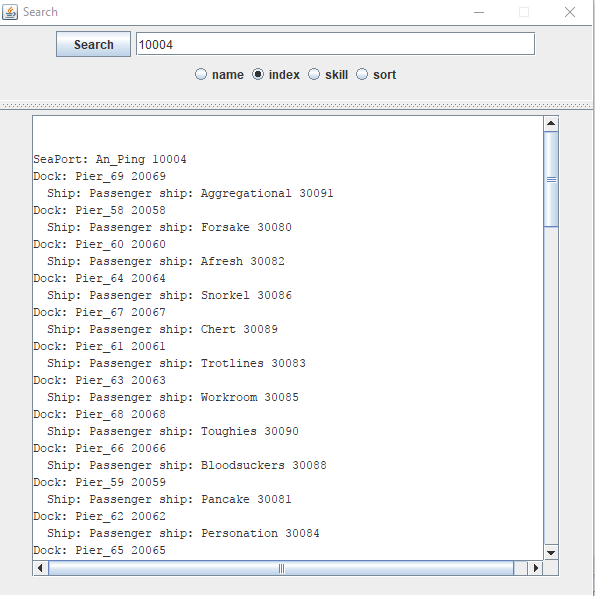 Search
Search 10004
name index skill sort
SeaPort: An_Ping 10004
Dock: Pier_69 20069
Ship: Passenger ship: Aggregational 30091
Dock: Pier_58 20058
Ship: Passenger ship: Forsake 30080
Dock: Pier_60 20060
Ship: Passenger ship: Afresh 30082
Dock: Pier_64 20064
Ship: Passenger ship: Snorkel 30086
Dock: Pier_67 20067
Ship: Passenger ship: Chert 30089
Dock: Pier_61 20061
Ship: Passenger ship: Trotlines 30083
Dock: Pier_63 20063
Ship: Passenger ship: Workroom 30085
Dock: Pier_68 20068
Ship: Passenger ship: Toughies 30090
Dock: Pier_66 20066
Ship: Passenger ship: Bloodsuckers 30088
Dock: Pier_59 20059
Ship: Passenger ship: Pancake 30081
Dock: Pier_62 20062
Ship: Passenger ship: Personation 30084
Dock: Pier_65 20065